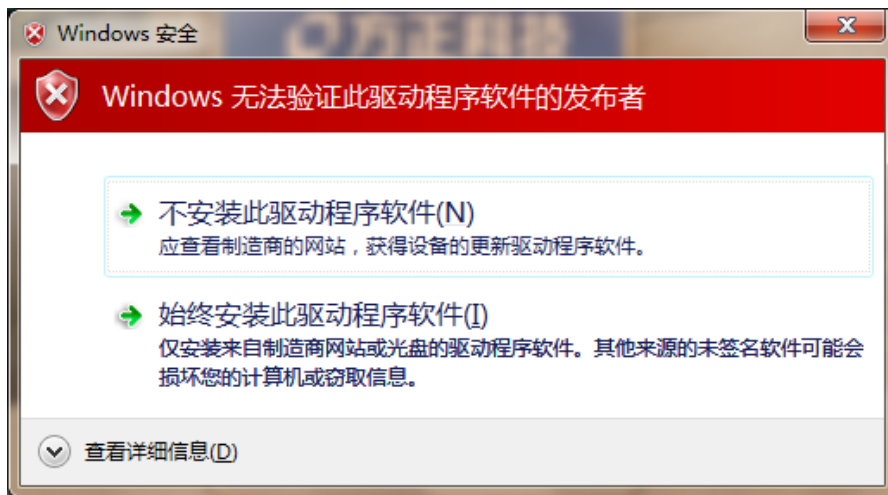 Windows 安全
Windows 无法验证此驱动程序软件的发布者
不安装此驱动程序软件(N)
应查看制造商的网站，获得设备的更新驱动程序软件。
始终安装此驱动程序软件(I)
仅安装来自制造商网站或光盘的驱动程序软件。其他来源的未签名软件可能会
损坏您的计算机或窃取信息。
查看详细信息(D)